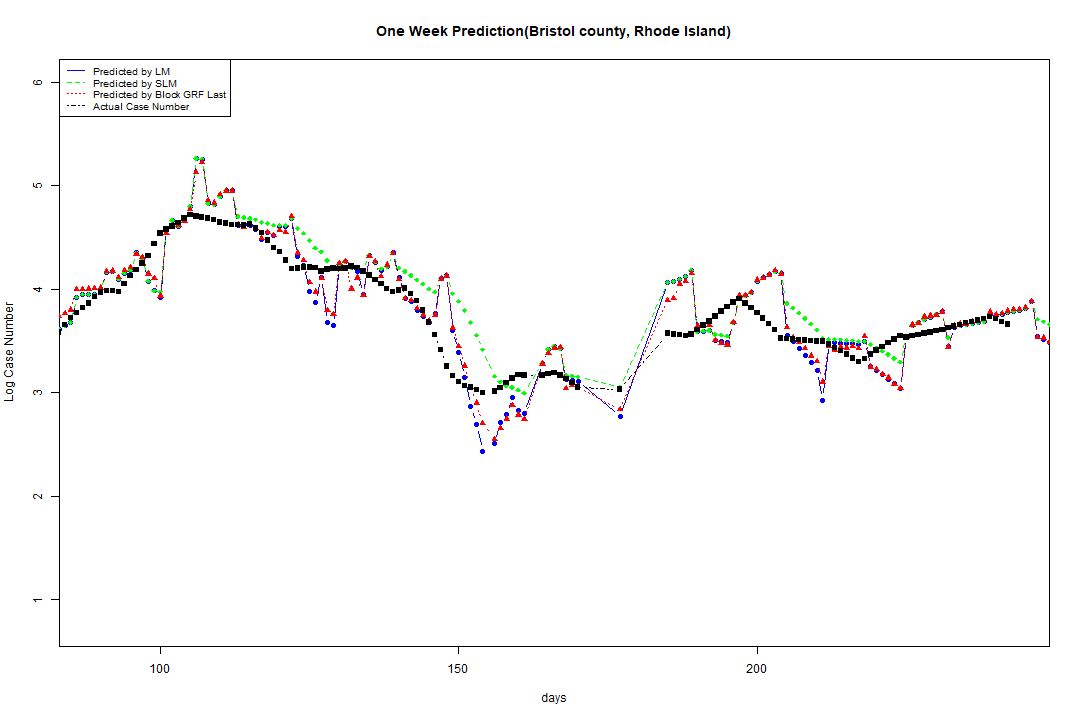 One Week Prediction(Bristol county, Rhode Island)
Predicted by LM
Predicted by SLM
Predicted by Block GRF Last
Actual Case Number
6
5
4
3
2
1
Log Case Number
100
150
200
days